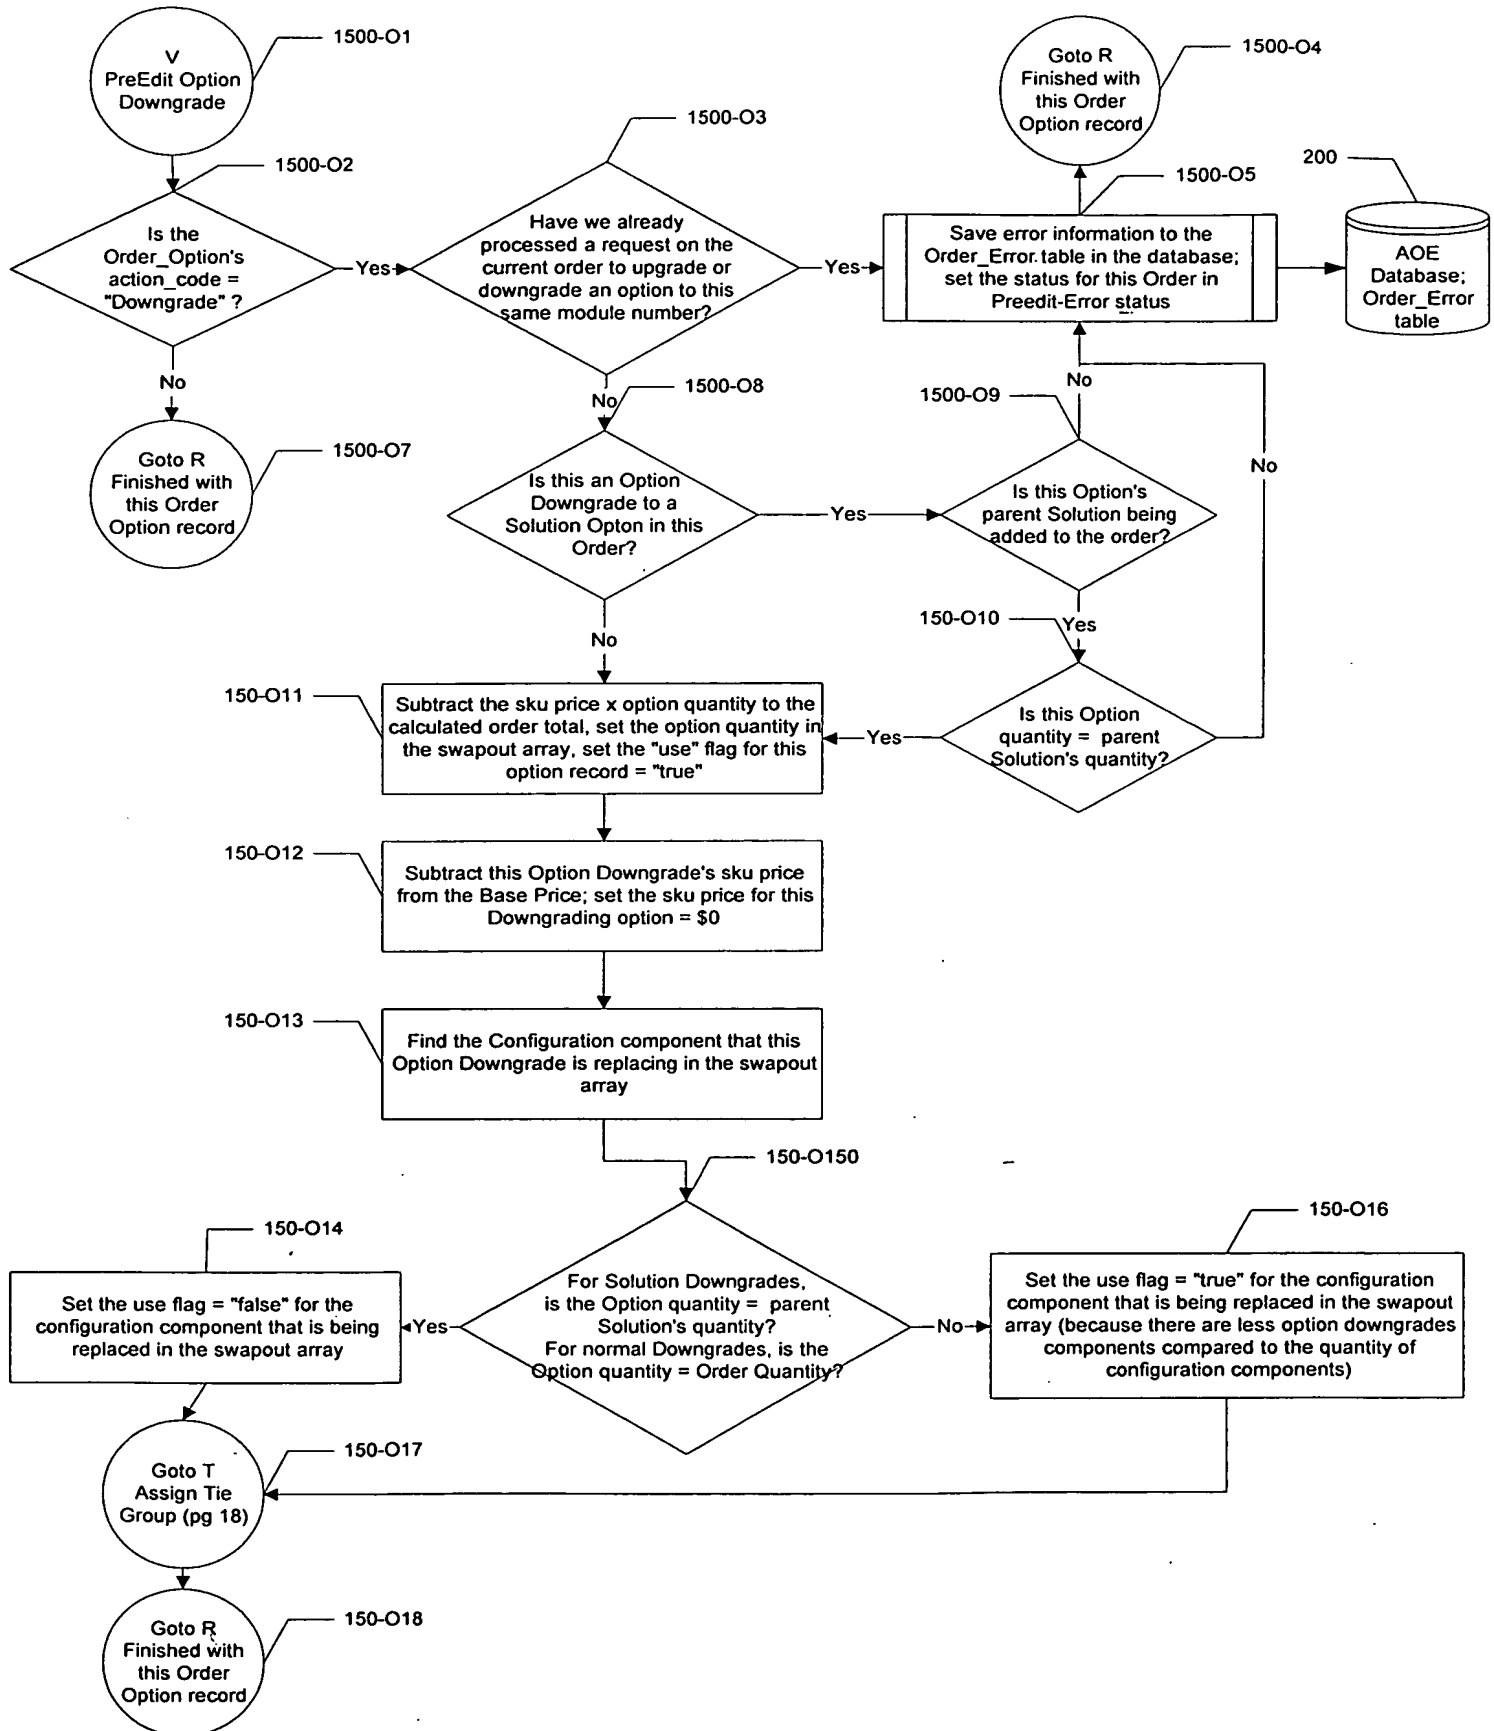 V
PreEdit Option
Downgrade
1500-O1
Is the
Order_Option's
action_code =
"Downgrade" ?
1500-O2
Yes
No
Goto R
Finished with
this Order
Option record
1500-O7
1500-O3
Have we already
processed a request on the
current order to upgrade or
downgrade an option to this
same module number?
Yes
No
Goto R
Finished with
this Order
Option record
1500-O4
1500-O5
Save error information to the
Order_Error table in the database;
set the status for this Order in
Preedit-Error status
200
AOE
Database;
Order_Error
table
1500-O8
Is this an Option
Downgrade to a
Solution Opton in this
Order?
Yes
No
1500-O9
No
Is this Option's
parent Solution being
added to the order?
Yes
150-O10
Is this Option
quantity = parent
Solution's quantity?
No
Yes
150-O11
Subtract the sku price x option quantity to the
calculated order total, set the option quantity in
the swapout array, set the "use" flag for this
option record = "true"
150-O12
Subtract this Option Downgrade's sku price
from the Base Price; set the sku price for this
Downgrading option = $0
150-O13
Find the Configuration component that this
Option Downgrade is replacing in the swapout
array
150-O150
For Solution Downgrades,
is the Option quantity = parent
Solution's quantity?
For normal Downgrades, is the
Option quantity = Order Quantity?
Yes
No
150-O14
Set the use flag = "false" for the
configuration component that is being
replaced in the swapout array
150-O16
Set the use flag = "true" for the configuration
component that is being replaced in the swapout
array (because there are less option downgrades
components compared to the quantity of
configuration components)
150-O17
Goto T
Assign Tie
Group (pg 18)
150-O18
Goto R
Finished with
this Order
Option record